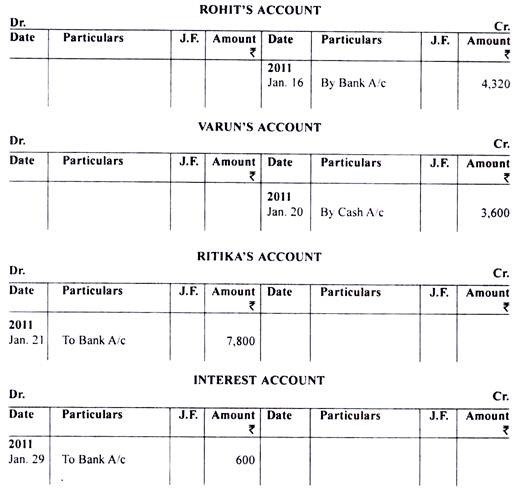 ROHIT'S ACCOUNT
Dr. Cr.
Date Particulars J.F. Amount ₹ Date Particulars J.F. Amount ₹
2011
Jan. 16 By Bank A/c 4,320
VARUN'S ACCOUNT
Dr. Cr.
Date Particulars J.F. Amount ₹ Date Particulars J.F. Amount ₹
2011
Jan. 20 By Cash A/c 3,600
RITIKA'S ACCOUNT
Dr. Cr.
Date Particulars J.F. Amount ₹ Date Particulars J.F. Amount ₹
2011
Jan. 21 To Bank A/c 7,800
INTEREST ACCOUNT
Dr. Cr.
Date Particulars J.F. Amount ₹ Date Particulars J.F. Amount ₹
2011
Jan. 29 To Bank A/c 600